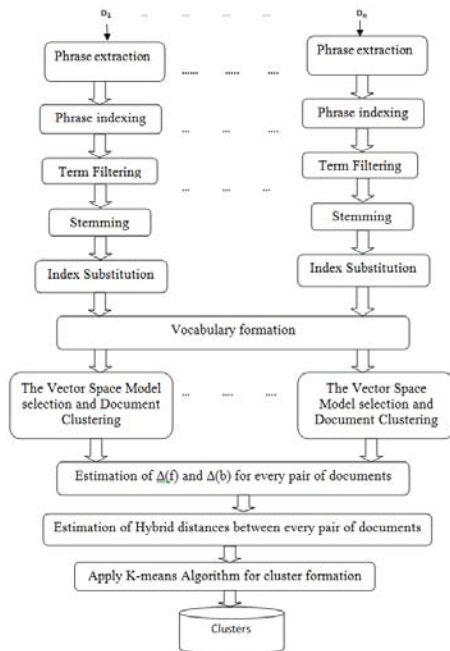 D₁ .. ... ... ... Dₙ
Phrase extraction ...... ..... .... Phrase extraction
Phrase indexing ... ... .... Phrase indexing
Term Filtering ... ... ... Term Filtering
Stemming Stemming
Index Substitution Index Substitution
Vocabulary formation
The Vector Space Model
selection and Document
Clustering
... .... ....
The Vector Space
Model selection and
Document Clustering
Estimation of Δ(f) and Δ(b) for every pair of documents
Estimation of Hybrid distances between every pair of documents
Apply K-means Algorithm for cluster formation
Clusters